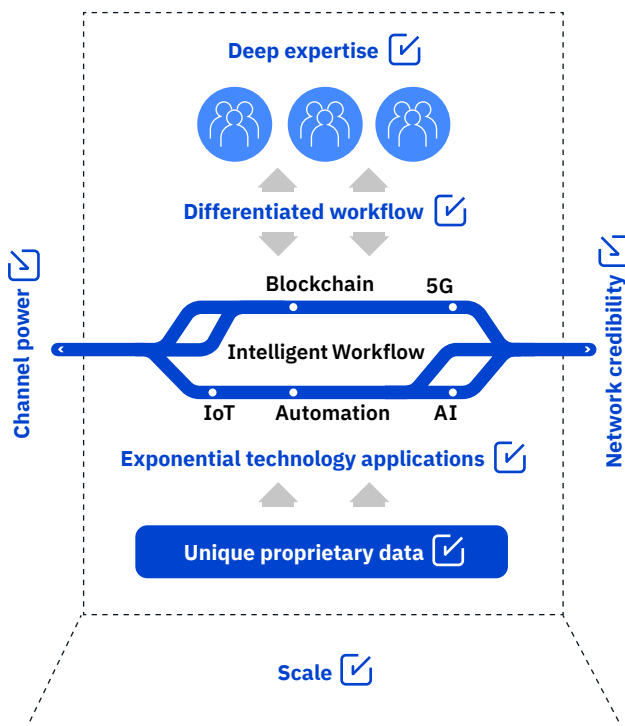 Deep expertise
Differentiated workflow
Channel power
Network credibility
Blockchain
5G
Intelligent Workflow
IoT
Automation
AI
Exponential technology applications
Unique proprietary data
Scale